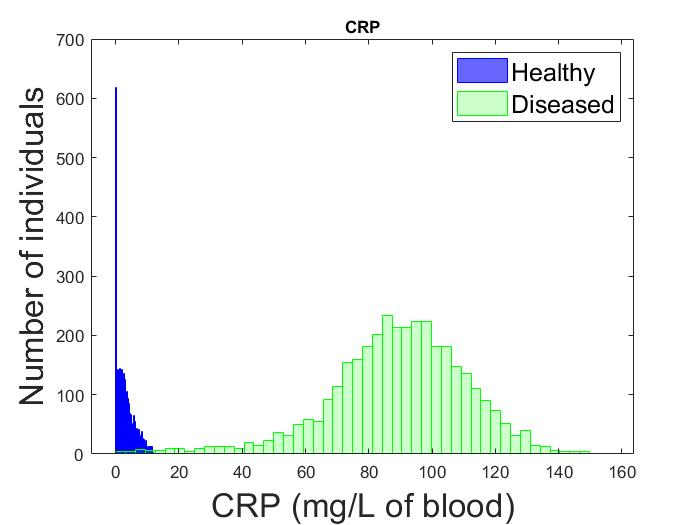 CRP
700
600
500
400
300
200
100
0
Number of individuals
Healthy
Diseased
0 20 40 60 80 100 120 140 160
CRP (mg/L of blood)